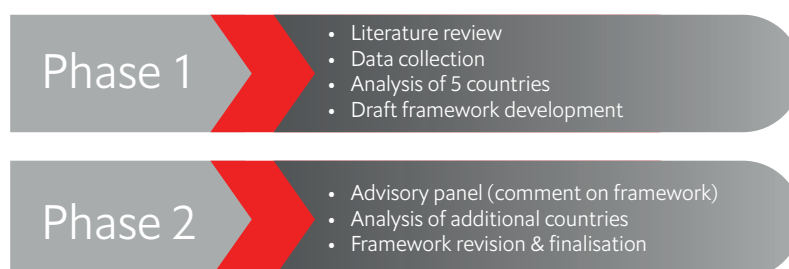 Phase 1
• Literature review
• Data collection
• Analysis of 5 countries
• Draft framework development
Phase 2
• Advisory panel (comment on framework)
• Analysis of additional countries
• Framework revision & finalisation